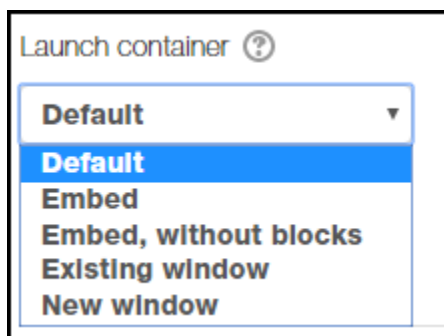 Launch container ?
Default
Default
Embed
Embed, without blocks
Existing window
New window